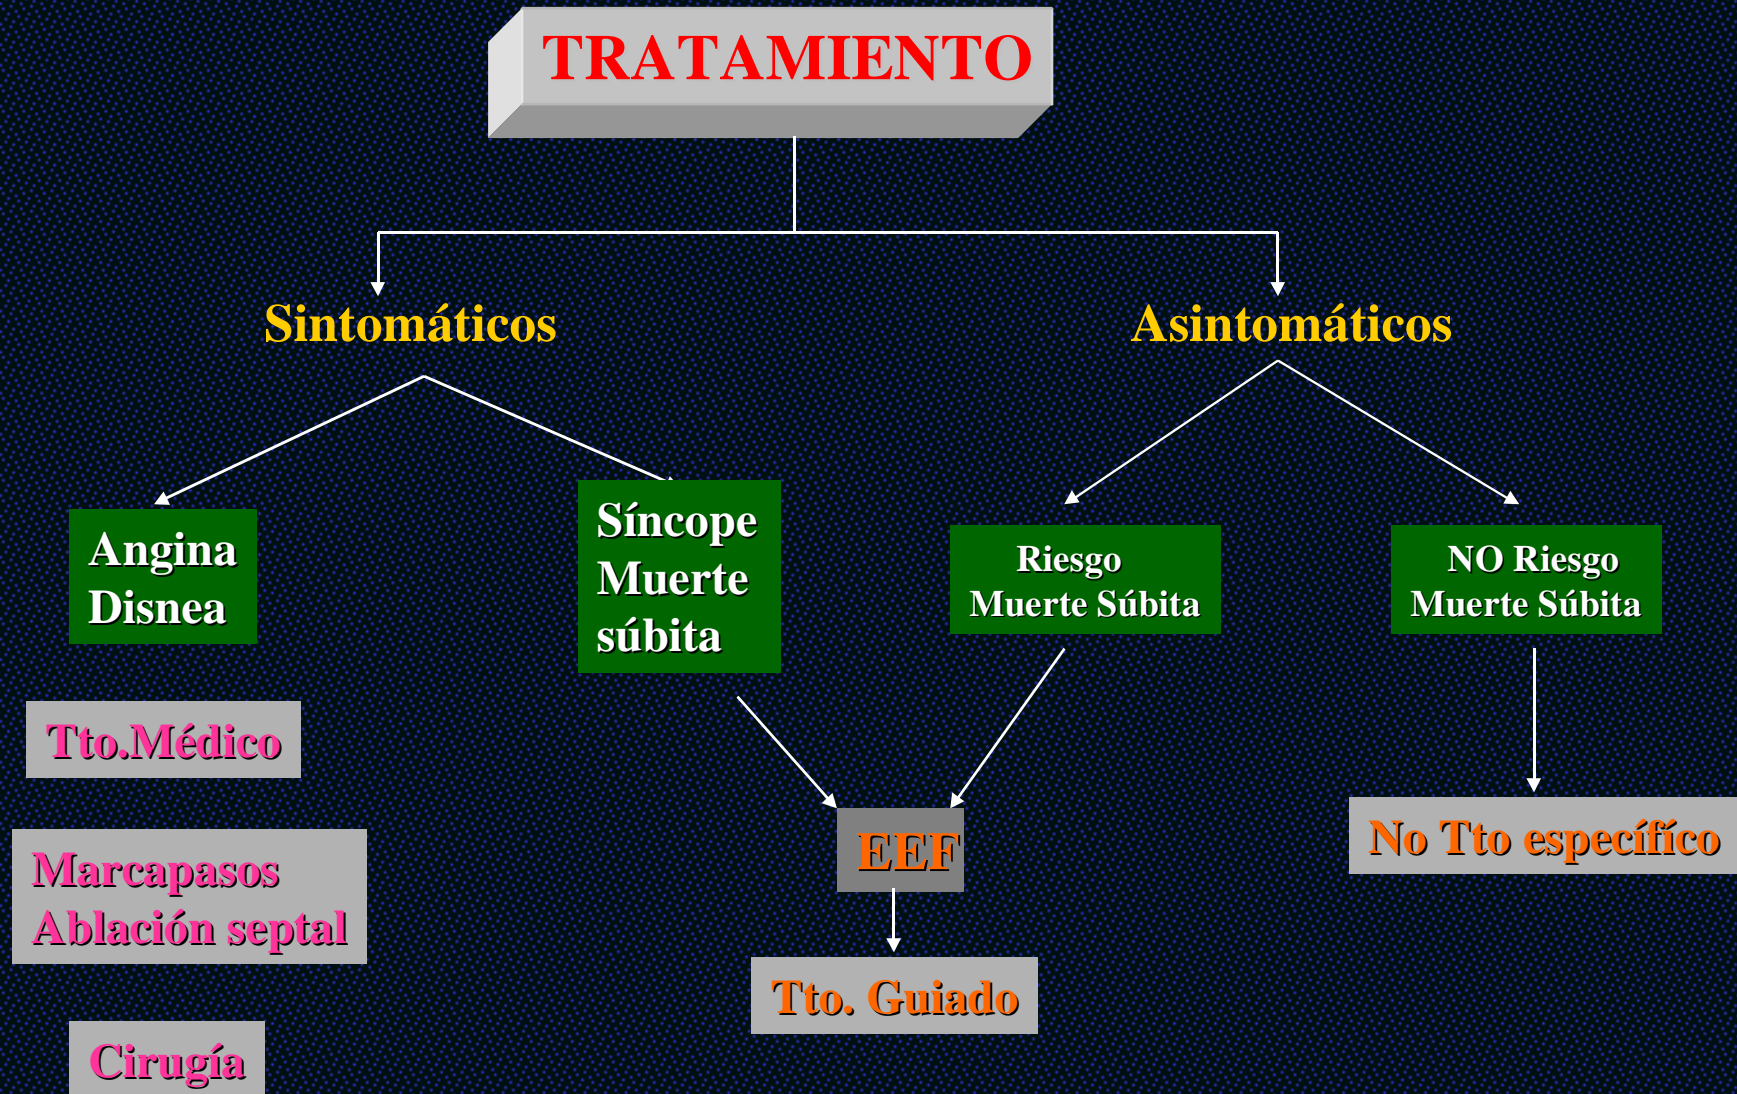 TRATAMIENTO
Sintomáticos
Asintomáticos
Angina
Disnea
Síncope
Muerte
súbita
Riesgo
Muerte Súbita
NO Riesgo
Muerte Súbita
Tto.Médico
Marcapasos
Ablación septal
Cirugía
EEF
Tto. Guiado
No Tto específíco